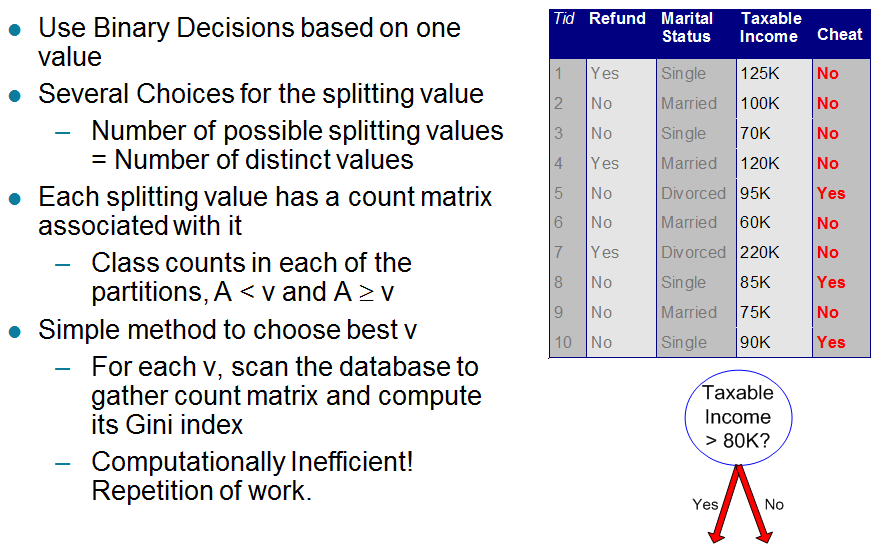 ● Use Binary Decisions based on one
value
● Several Choices for the splitting value
– Number of possible splitting values
= Number of distinct values
● Each splitting value has a count matrix
associated with it
– Class counts in each of the
partitions, A < v and A ≥ v
● Simple method to choose best v
– For each v, scan the database to
gather count matrix and compute
its Gini index
– Computationally Inefficient!
Repetition of work.
Tid Refund Marital Status Taxable Income Cheat
1 Yes Single 125K No
2 No Married 100K No
3 No Single 70K No
4 Yes Married 120K No
5 No Divorced 95K Yes
6 No Married 60K No
7 Yes Divorced 220K No
8 No Single 85K Yes
9 No Married 75K No
10 No Single 90K Yes
Taxable
Income
> 80K?
Yes No